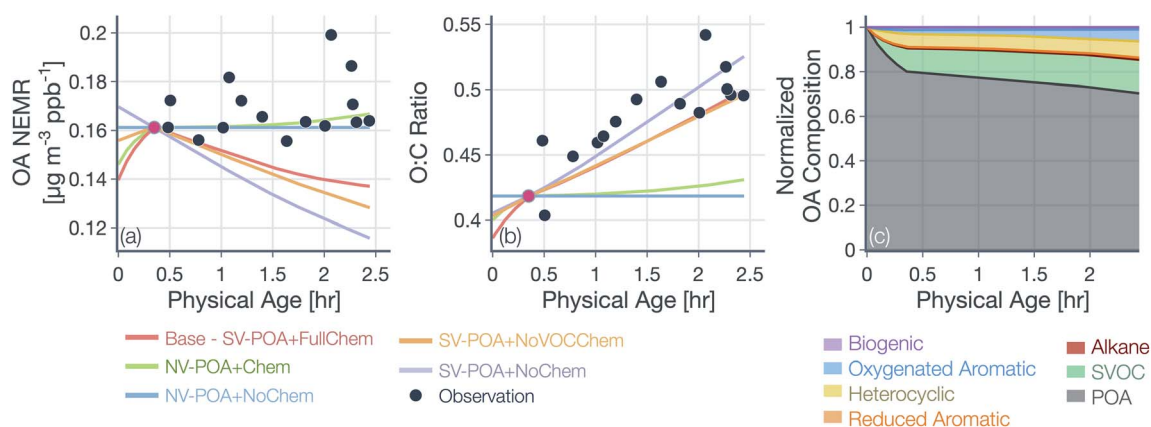 OA NEMR
[µg m⁻³ ppb⁻¹]
0.2
0.18
0.16
0.14
0.12
(a)
0 0.5 1 1.5 2 2.5
Physical Age [hr]
O:C Ratio
0.55
0.5
0.45
0.4
(b)
0 0.5 1 1.5 2 2.5
Physical Age [hr]
Normalized
OA Composition
1
0.8
0.6
0.4
0.2
0
(c)
0 0.5 1 1.5 2
Physical Age [hr]
Base - SV-POA+FullChem
NV-POA+Chem
NV-POA+NoChem
SV-POA+NoVOCChem
SV-POA+NoChem
Observation
Biogenic
Oxygenated Aromatic
Heterocyclic
Reduced Aromatic
Alkane
SVOC
POA